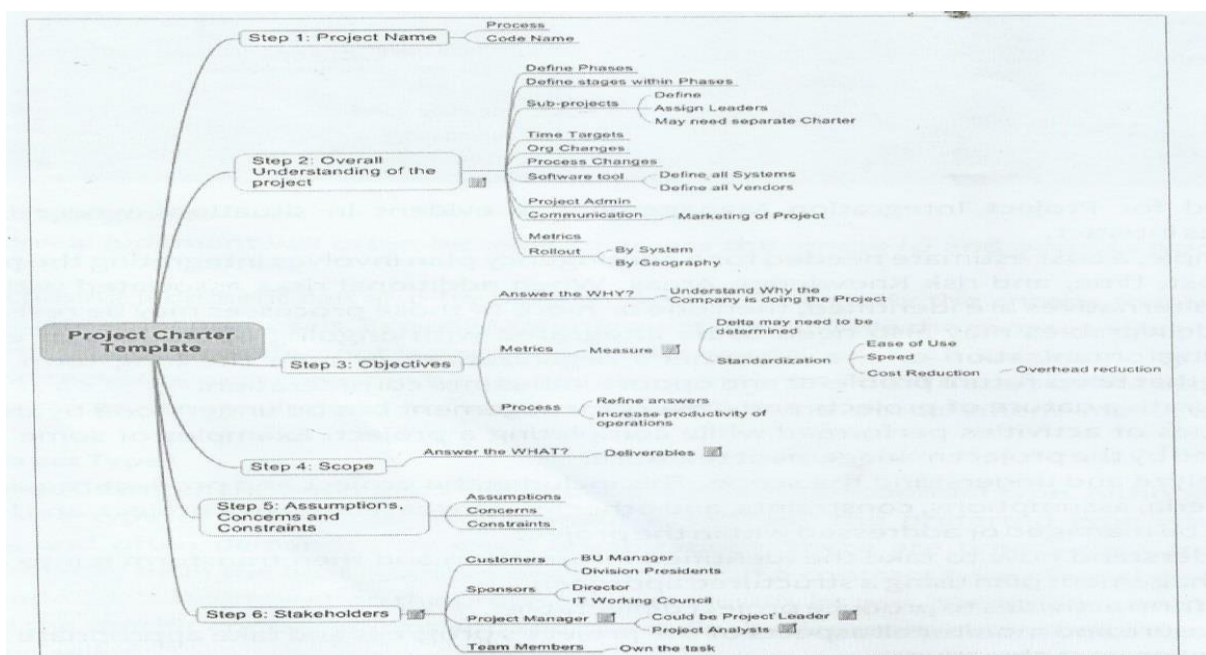 Step 1: Project Name
Process
Code Name
Step 2: Overall
Understanding of the
project
Define Phases
Define stages within Phases
Sub-projects
Define
Assign Leaders
May need separate Charter
Time Targets
Org Changes
Process Changes
Software tool
Define all Systems
Define all Vendors
Project Admin
Communication
Marketing of Project
Metrics
Rollout
By System
By Geography
Project Charter
Template
Step 3: Objectives
Answer the WHY?
Understand Why the
Company is doing the Project
Metric
Measure
Delta may need to be
determined
Standardization
Ease of Use
Speed
Cost Reduction
Overhead reduction
Process
Refine answers
Increase productivity of
operations
Step 4: Scope
Answer the WHAT?
Deliverables
Step 5: Assumptions,
Concerns and
Constraints
Assumptions
Concerns
Constraints
Step 6: Stakeholders
Customers
BU Manager
Division Presidents
Sponsors
Director
IT Working Council
Project Manager
Could be Project Leader
Project Analysts
Team Members
Own the task